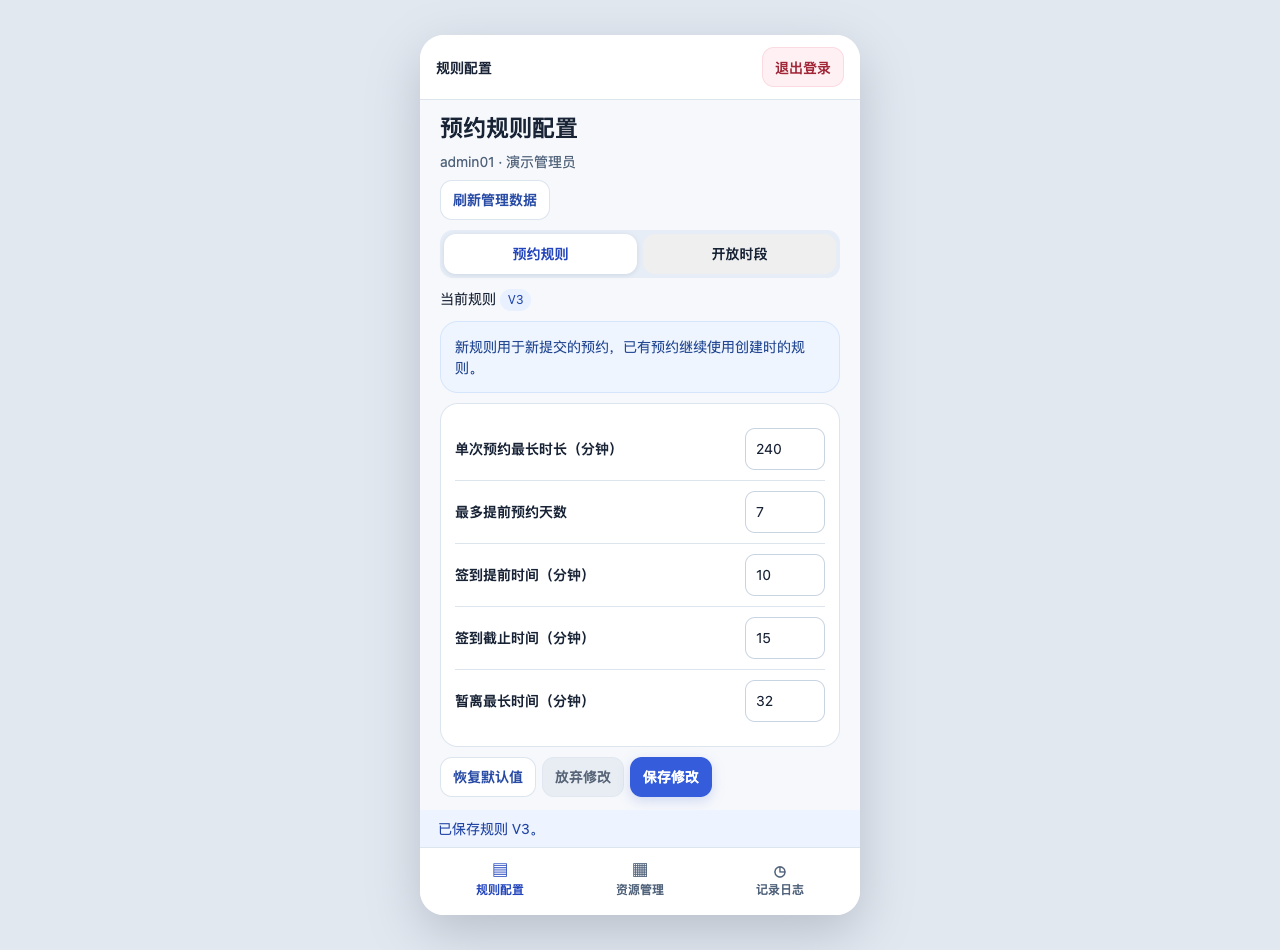 规则配置
退出登录
预约规则配置
admin01 · 演示管理员
刷新管理数据
预约规则
开放时段
当前规则 V3
新规则用于新提交的预约，已有预约继续使用创建时的规
则。
单次预约最长时长（分钟）
240
最多提前预约天数
7
签到提前时间（分钟）
10
签到截止时间（分钟）
15
暂离最长时间（分钟）
32
恢复默认值
放弃修改
保存修改
已保存规则 V3。
规则配置
资源管理
记录日志